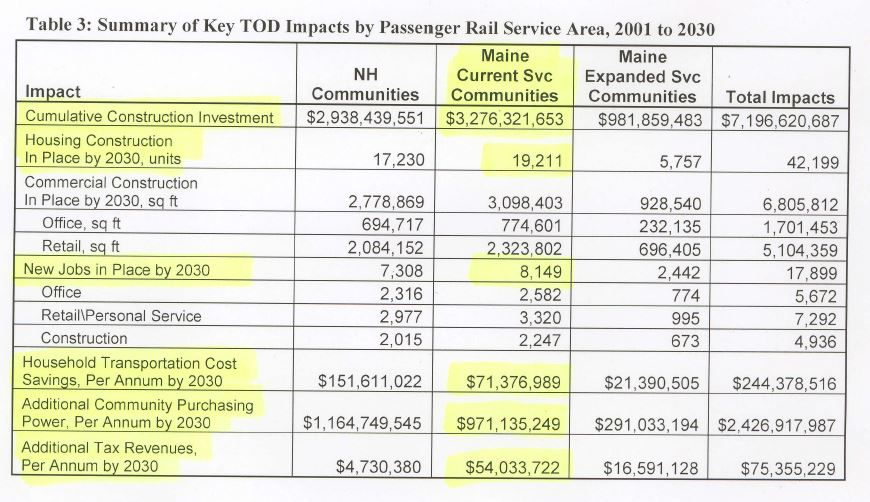 Table 3: Summary of Key TOD Impacts by Passenger Rail Service Area, 2001 to 2030
Impact NH Communities Maine Current Svc Communities Maine Expanded Svc Communities Total Impacts
Cumulative Construction Investment $2,938,439,551 $3,276,321,653 $981,859,483 $7,196,620,687
Housing Construction
In Place by 2030, units 17,230 19,211 5,757 42,199
Commercial Construction
In Place by 2030, sq ft 2,778,869 3,098,403 928,540 6,805,812
Office, sq ft 694,717 774,601 232,135 1,701,453
Retail, sq ft 2,084,152 2,323,802 696,405 5,104,359
New Jobs in Place by 2030 7,308 8,149 2,442 17,899
Office 2,316 2,582 774 5,672
Retail\Personal Service 2,977 3,320 995 7,292
Construction 2,015 2,247 673 4,936
Household Transportation Cost
Savings, Per Annum by 2030 $151,611,022 $71,376,989 $21,390,505 $244,378,516
Additional Community Purchasing
Power, Per Annum by 2030 $1,164,749,545 $971,135,249 $291,033,194 $2,426,917,987
Additional Tax Revenues,
Per Annum by 2030 $4,730,380 $54,033,722 $16,591,128 $75,355,229